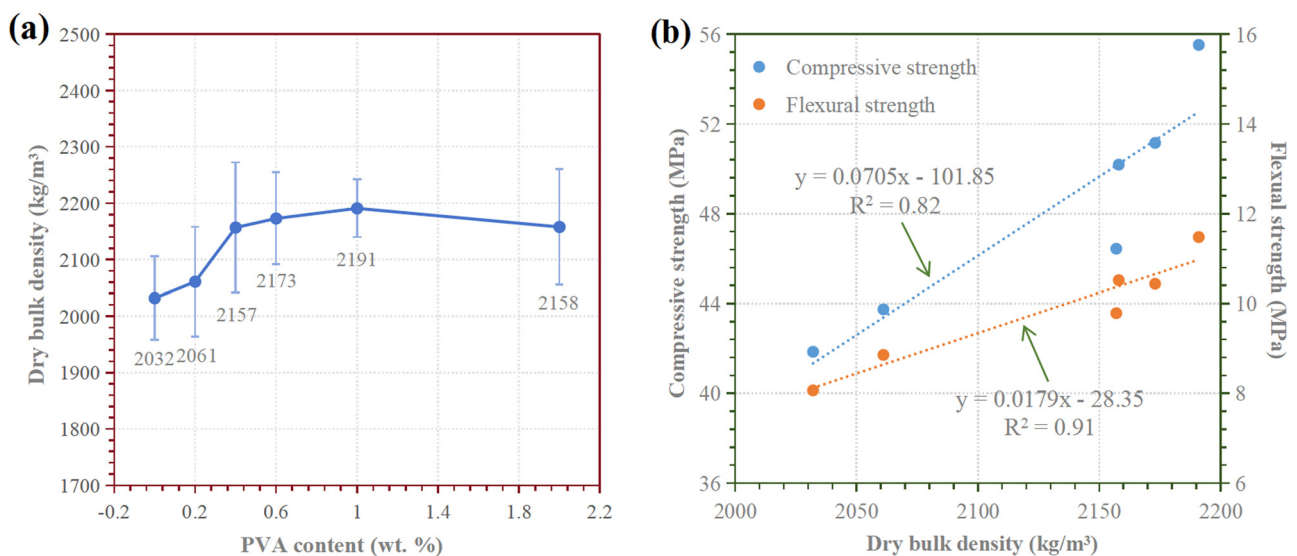 (a)
2500
2400
2300
2200
2100
2000
1900
1800
1700
Dry bulk density (kg/m³)
2032
2061
2157
2173
2191
2158
-0.2
0.2
0.6
1
1.4
1.8
2.2
PVA content (wt. %)
(b)
56
52
48
44
40
36
Compressive strength (MPa)
Compressive strength
Flexural strength
y = 0.0705x - 101.85
R² = 0.82
y = 0.0179x - 28.35
R² = 0.91
16
14
12
10
8
6
Flexual strength
(MPa)
2000
2050
2100
2150
2200
Dry bulk density (kg/m³)